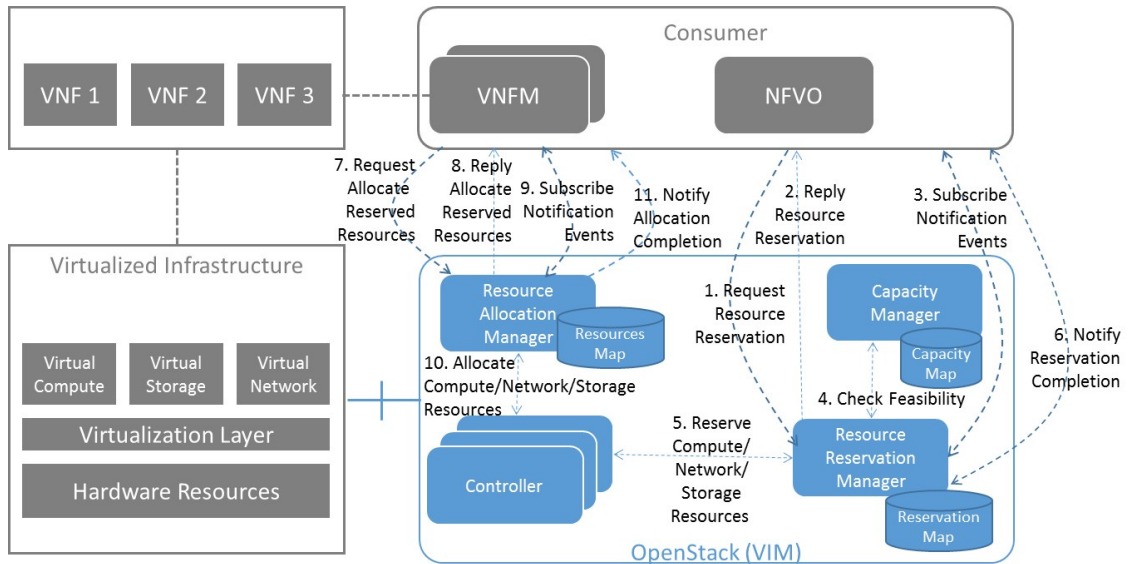 Consumer
VNF 1
VNF 2
VNF 3
VNFM
NFVO
7. Request
Allocate
Reserved
Resources
8. Reply
Allocate
Reserved
Resources
9. Subscribe
Notification
Events
11. Notify
Allocation
Completion
2. Reply
Resource
Reservation
3. Subscribe
Notification
Events
Virtualized Infrastructure
Virtual
Compute
Virtual
Storage
Virtual
Network
Virtualization Layer
Hardware Resources
Resource
Allocation
Manager
Resources
Map
1. Request
Resource
Reservation
Capacity
Manager
Capacity
Map
6. Notify
Reservation
Completion
10. Allocate
Compute/Network/Storage
Resources
4. Check Feasibility
5. Reserve
Compute/
Network/
Storage
Resources
Controller
Resource
Reservation
Manager
Reservation
Map
OpenStack (VIM)